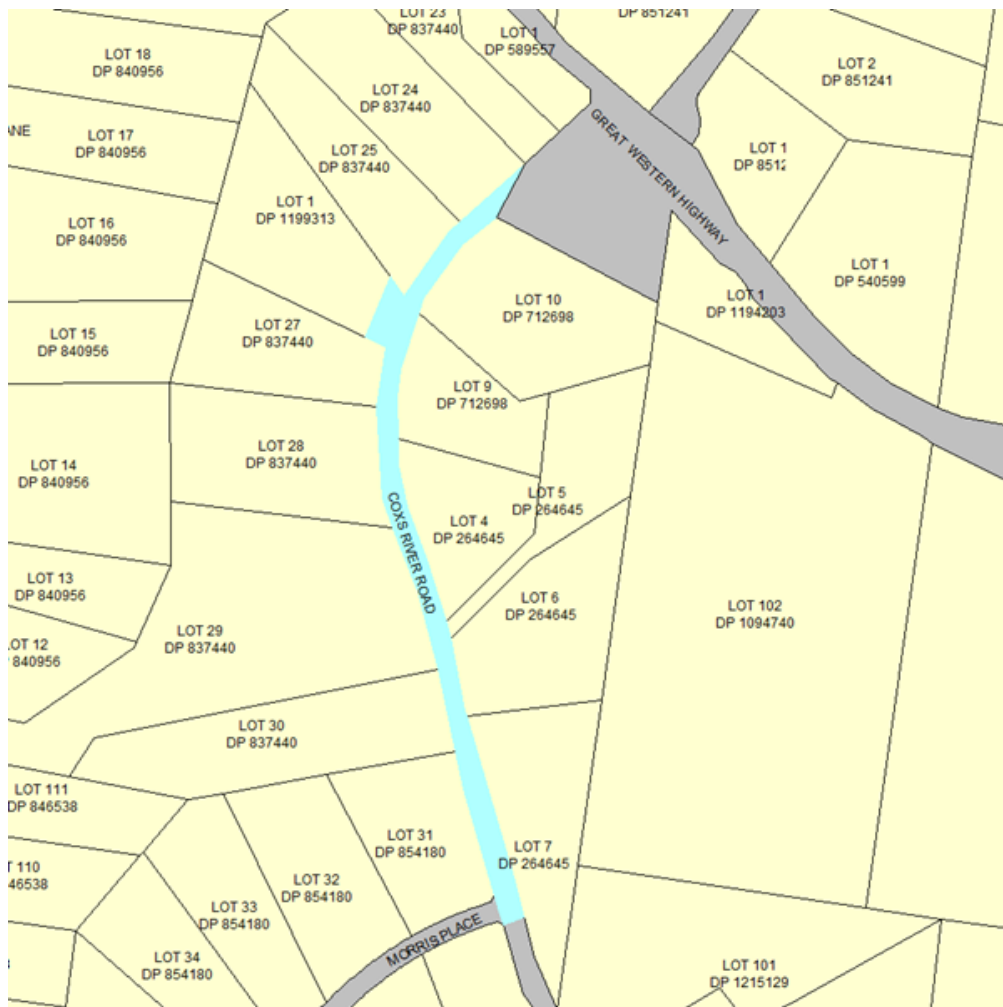 LOT 23
DP 837440
DP 851241
LOT 1
DP 589557
LOT 18
DP 840956
LOT 2
DP 851241
LOT 24
DP 837440
ANE
LOT 17
DP 840956
LOT 25
DP 837440
GREAT WESTERN HIGHWAY
LOT 1
DP 8512
LOT 1
DP 1199313
LOT 16
DP 840956
LOT 1
DP 540599
LOT 10
DP 712698
LOT 1
DP 1194203
LOT 27
DP 837440
LOT 15
DP 840956
LOT 9
DP 712698
LOT 28
DP 837440
LOT 14
DP 840956
LOT 5
DP 264645
LOT 4
DP 264645
COXS RIVER ROAD
LOT 13
DP 840956
LOT 6
DP 264645
LOT 102
DP 1094740
LOT 29
DP 837440
LOT 12
840956
LOT 30
DP 837440
LOT 111
DP 846538
LOT 31
DP 854180
LOT 7
DP 264645
T 110
46538
LOT 32
DP 854180
LOT 33
DP 854180
MORRIS PLACE
LOT 34
DP 854180
LOT 101
DP 1215129